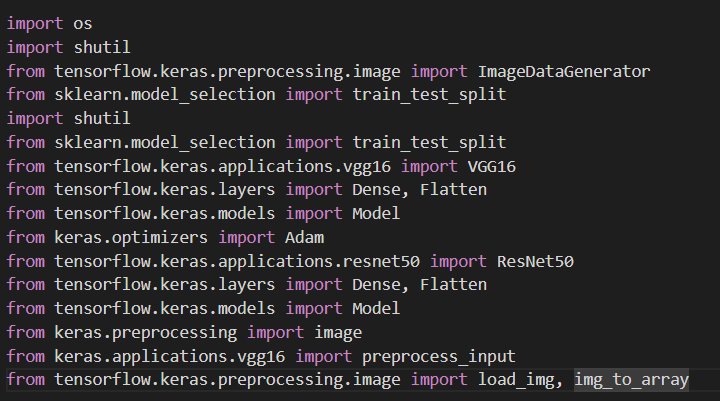 import os
import shutil
from tensorflow.keras.preprocessing.image import ImageDataGenerator
from sklearn.model_selection import train_test_split
import shutil
from sklearn.model_selection import train_test_split
from tensorflow.keras.applications.vgg16 import VGG16
from tensorflow.keras.layers import Dense, Flatten
from tensorflow.keras.models import Model
from keras.optimizers import Adam
from tensorflow.keras.applications.resnet50 import ResNet50
from tensorflow.keras.layers import Dense, Flatten
from tensorflow.keras.models import Model
from keras.preprocessing import image
from keras.applications.vgg16 import preprocess_input
from tensorflow.keras.preprocessing.image import load_img, img_to_array